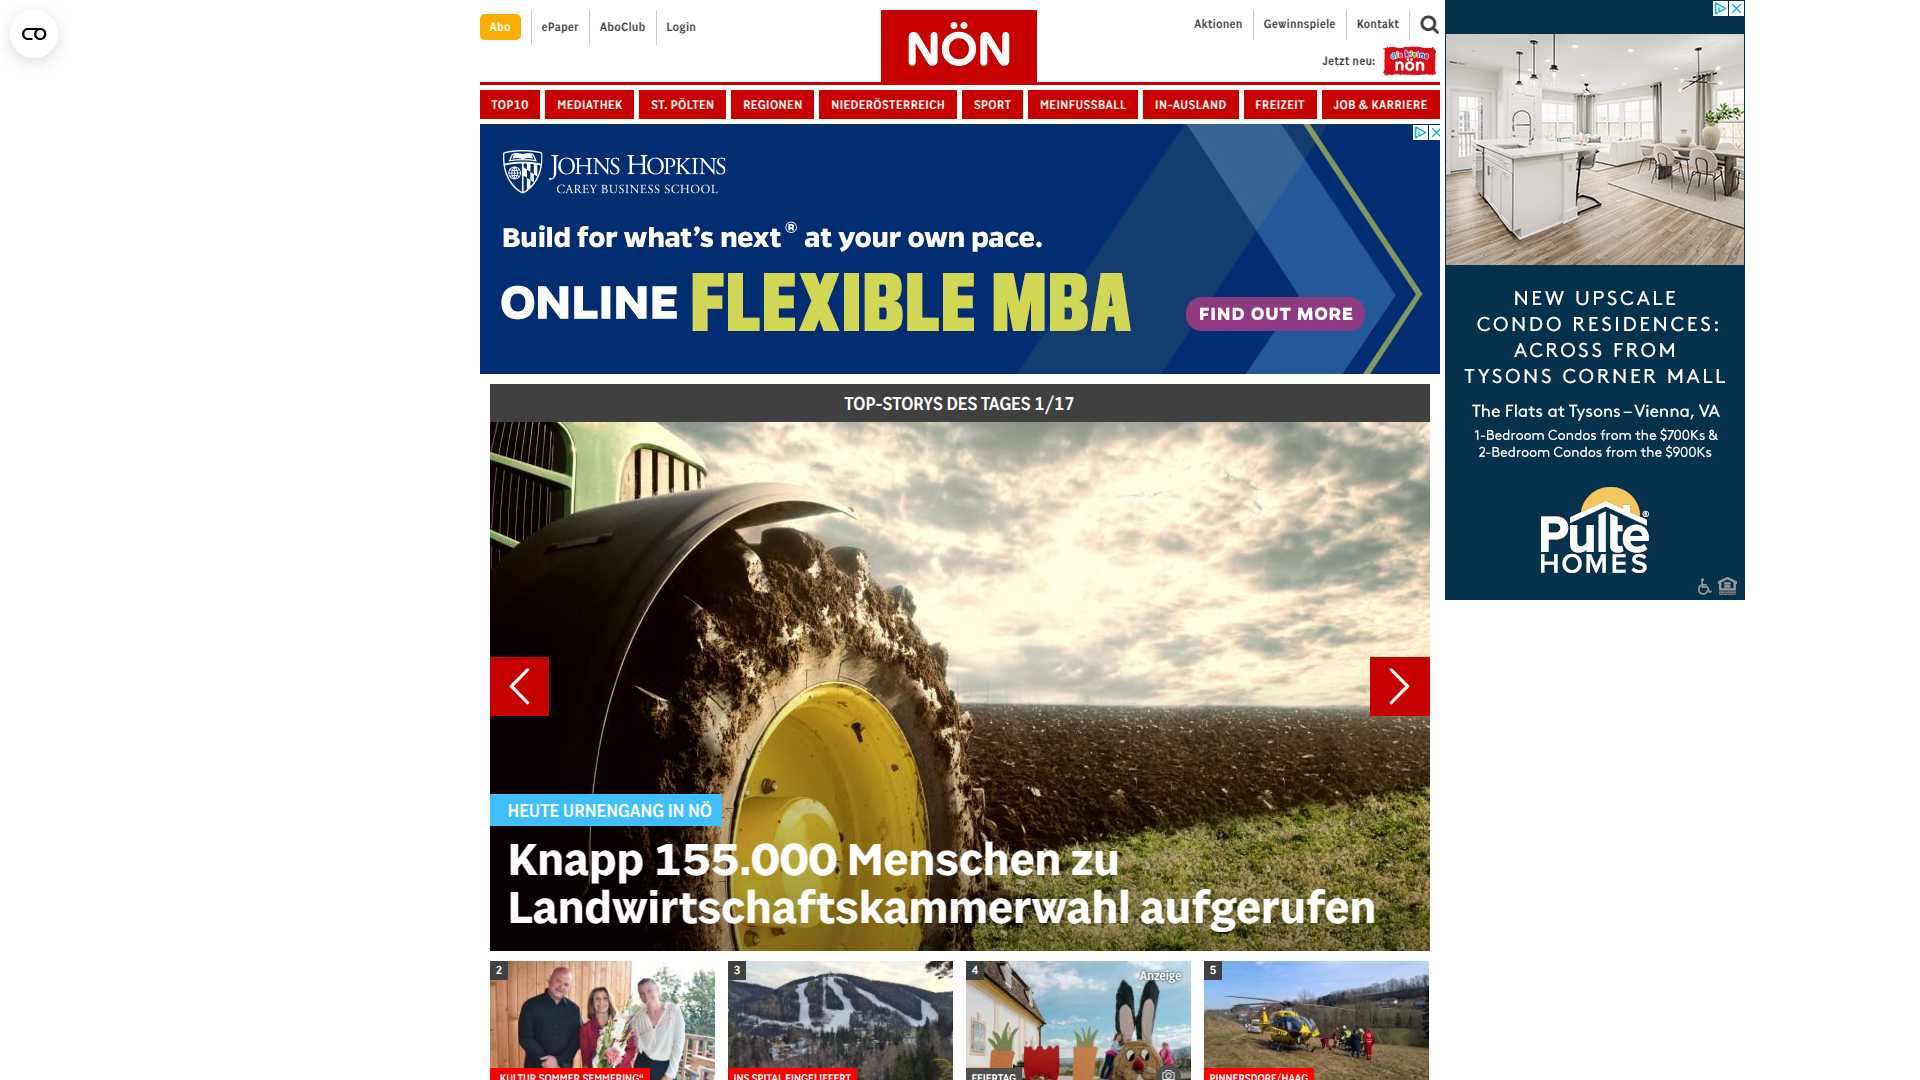 Abo
ePaper
AboClub
Login
NÖN
Aktionen
Gewinnspiele
Kontakt
Jetzt neu:
die kleine
nön
TOP10
MEDIATHEK
ST. PÖLTEN
REGIONEN
NIEDERÖSTERREICH
SPORT
MEINFUSSBALL
IN-AUSLAND
FREIZEIT
JOB & KARRIERE
JOHNS HOPKINS
CAREY BUSINESS SCHOOL
Build for what's next® at your own pace.
ONLINE FLEXIBLE MBA
FIND OUT MORE
NEW UPSCALE
CONDO RESIDENCES:
ACROSS FROM
TYSONS CORNER MALL
The Flats at Tysons – Vienna, VA
1-Bedroom Condos from the $700Ks &
2-Bedroom Condos from the $900Ks
Pulte®
HOMES
TOP-STORYS DES TAGES 1/17
HEUTE URNENGANG IN NÖ
Knapp 155.000 Menschen zu
Landwirtschaftskammerwahl aufgerufen
2
3
4
Anzeige
5
„KULTUR.SOMMER.SEMMERING“
INS SPITAL EINGELIEFERT
FEIERTAG
PINNERSDORF/HAAG